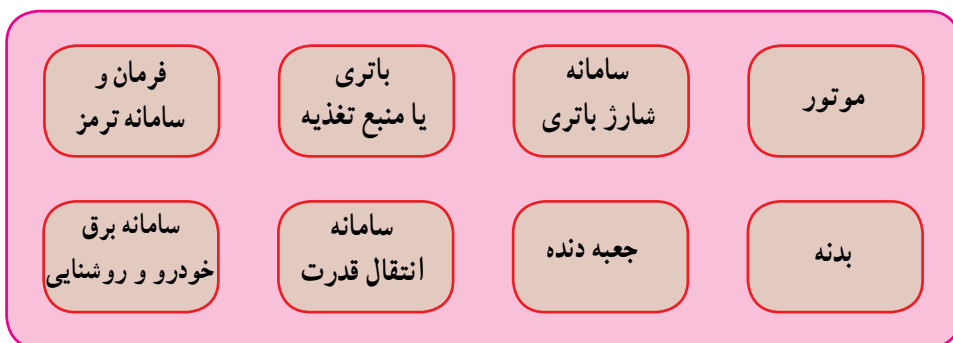 موتور
سامانه
شارژ باتری
باتری
یا منبع تغذیه
فرمان و
سامانه ترمز
بدنه
جعبه دنده
سامانه
انتقال قدرت
سامانه برق
خودرو و روشنایی